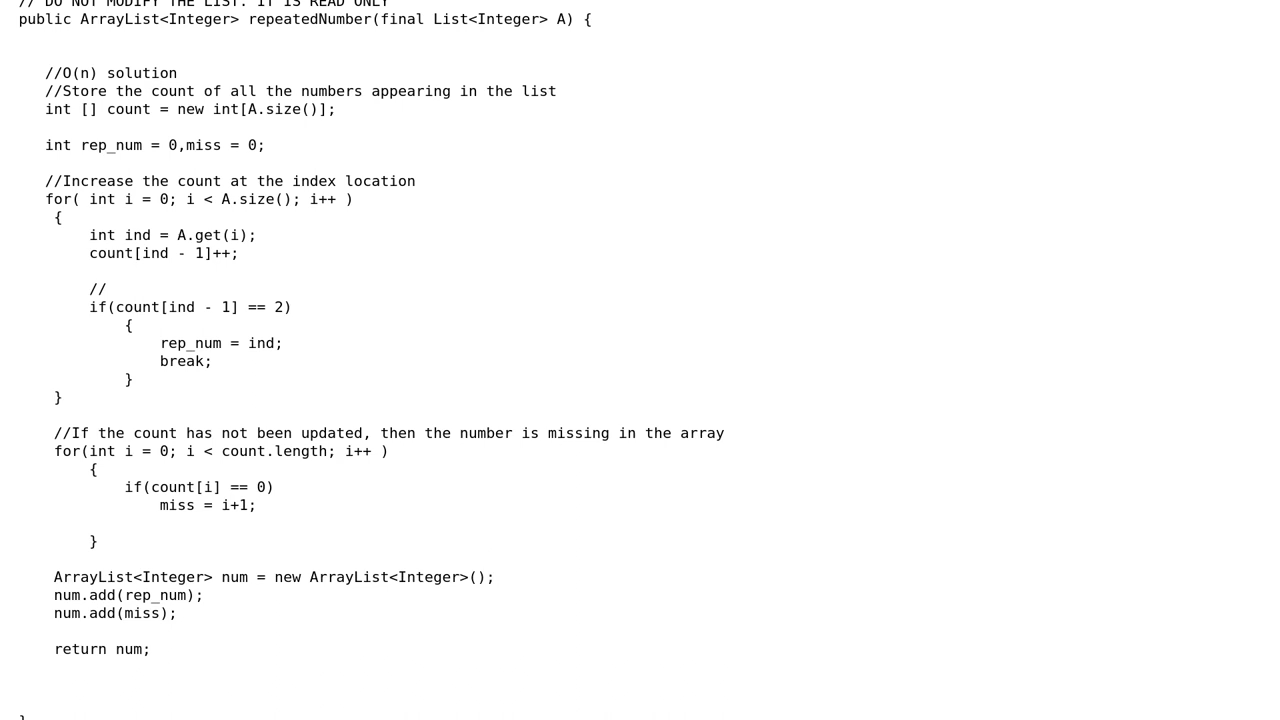 // DO NOT MODIFY THE LIST. IT IS READ ONLY
public ArrayList<Integer> repeatedNumber(final List<Integer> A) {
//O(n) solution
//Store the count of all the numbers appearing in the list
int [] count = new int[A.size()];
int rep_num = 0,miss = 0;
//Increase the count at the index location
for( int i = 0; i < A.size(); i++ )
{
int ind = A.get(i);
count[ind - 1]++;
//
if(count[ind - 1] == 2)
{
rep_num = ind;
break;
}
}
//If the count has not been updated, then the number is missing in the array
for(int i = 0; i < count.length; i++ )
{
if(count[i] == 0)
miss = i+1;
}
ArrayList<Integer> num = new ArrayList<Integer>();
num.add(rep_num);
num.add(miss);
return num;
}